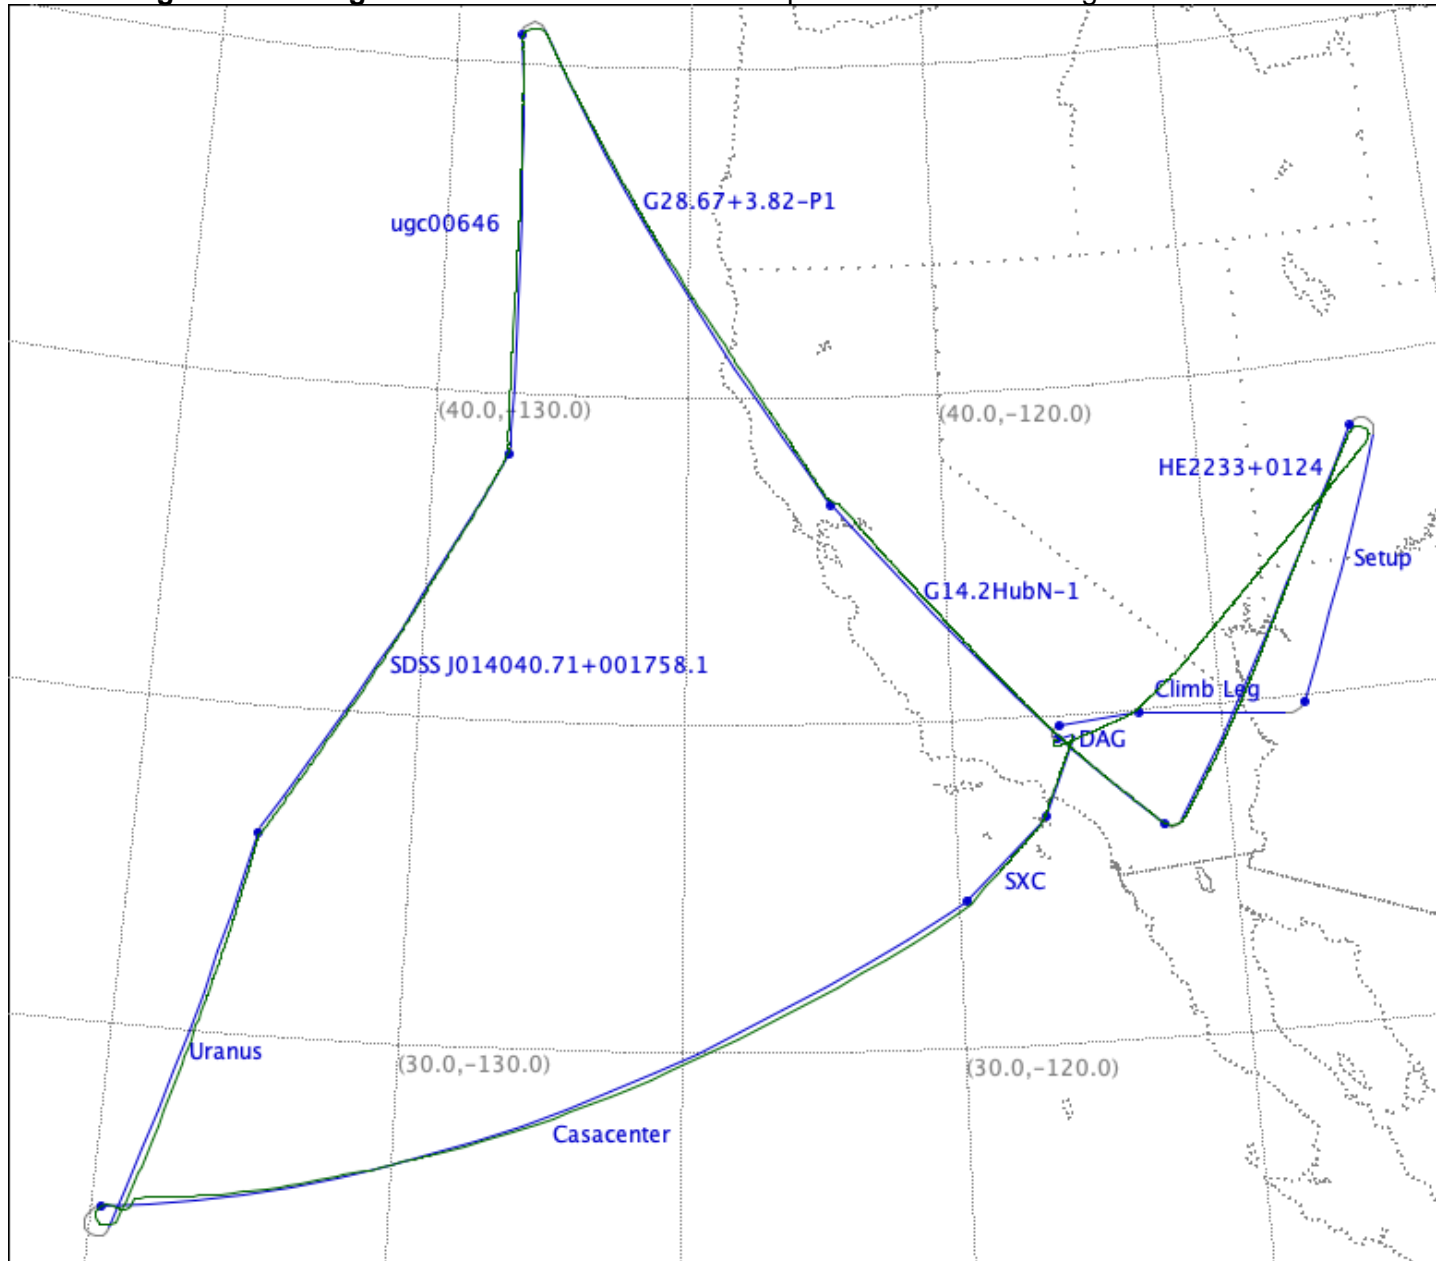 G28.67+3.82-P1
ugc00646
(40.0,-130.0)
(40.0,-120.0)
HE2233+0124
Setup
G14.2HubN-1
SDSS J014040.71+001758.1
Climb Leg
DAG
SXC
Uranus
(30.0,-130.0)
(30.0,-120.0)
Casacenter